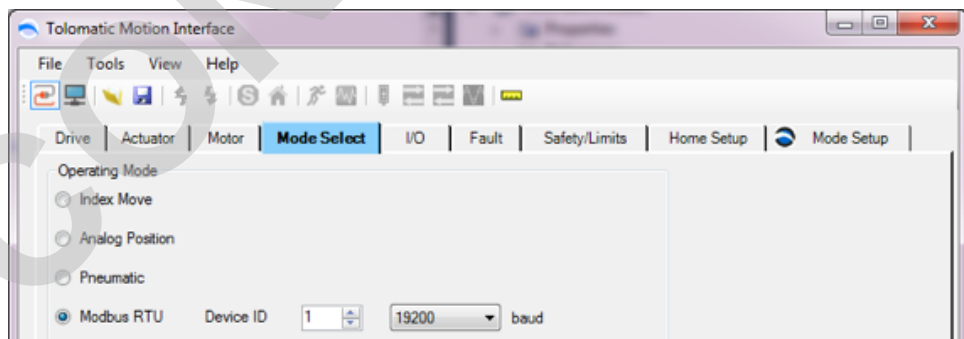 Tolomatic Motion Interface
File Tools View Help
Drive Actuator Motor Mode Select I/O Fault Safety/Limits Home Setup Mode Setup
Operating Mode
Index Move
Analog Position
Pneumatic
Modbus RTU Device ID 1 19200 baud